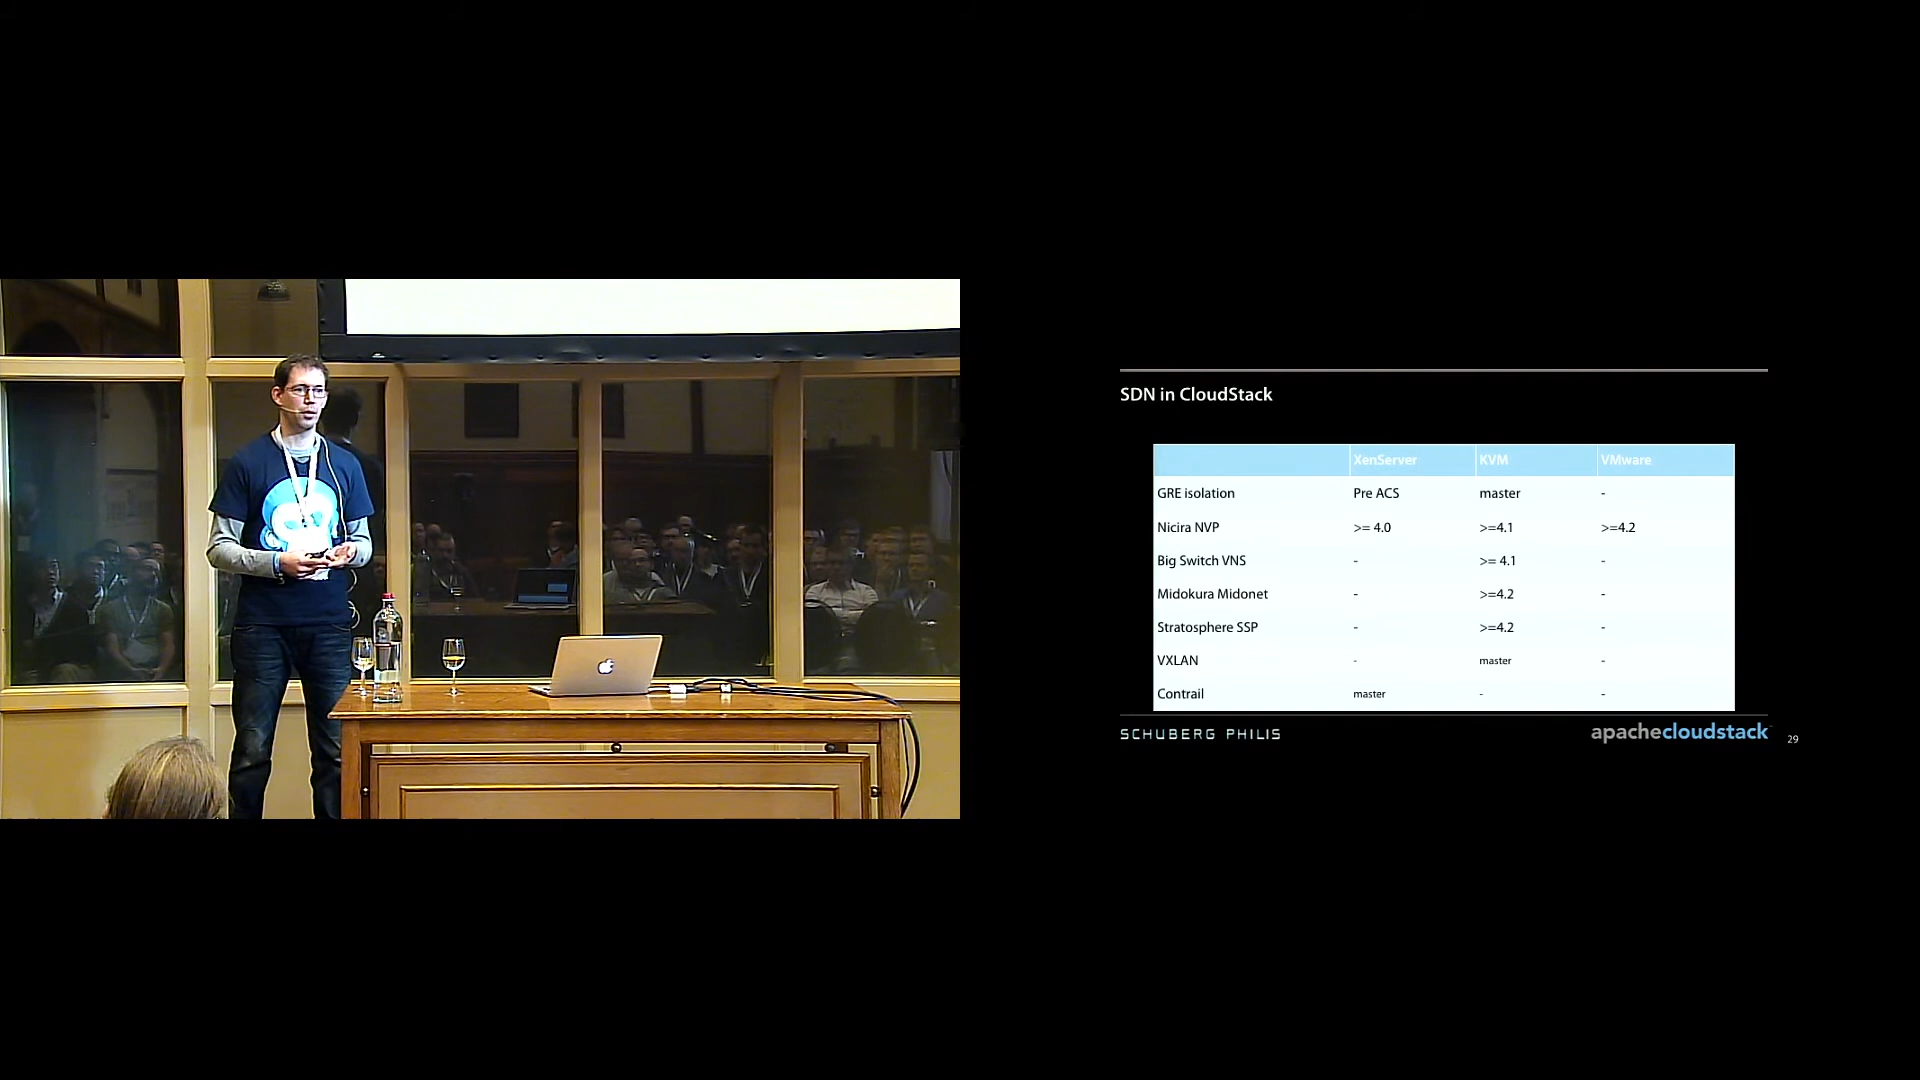 SDN in CloudStack
XenServer KVM VMware
GRE isolation Pre ACS master -
Nicira NVP >= 4.0 >=4.1 >=4.2
Big Switch VNS - >= 4.1 -
Midokura Midonet - >=4.2 -
Stratosphere SSP - >=4.2 -
VXLAN - master -
Contrail master - -
SCHUBERG PHILIS
apachecloudstack
29